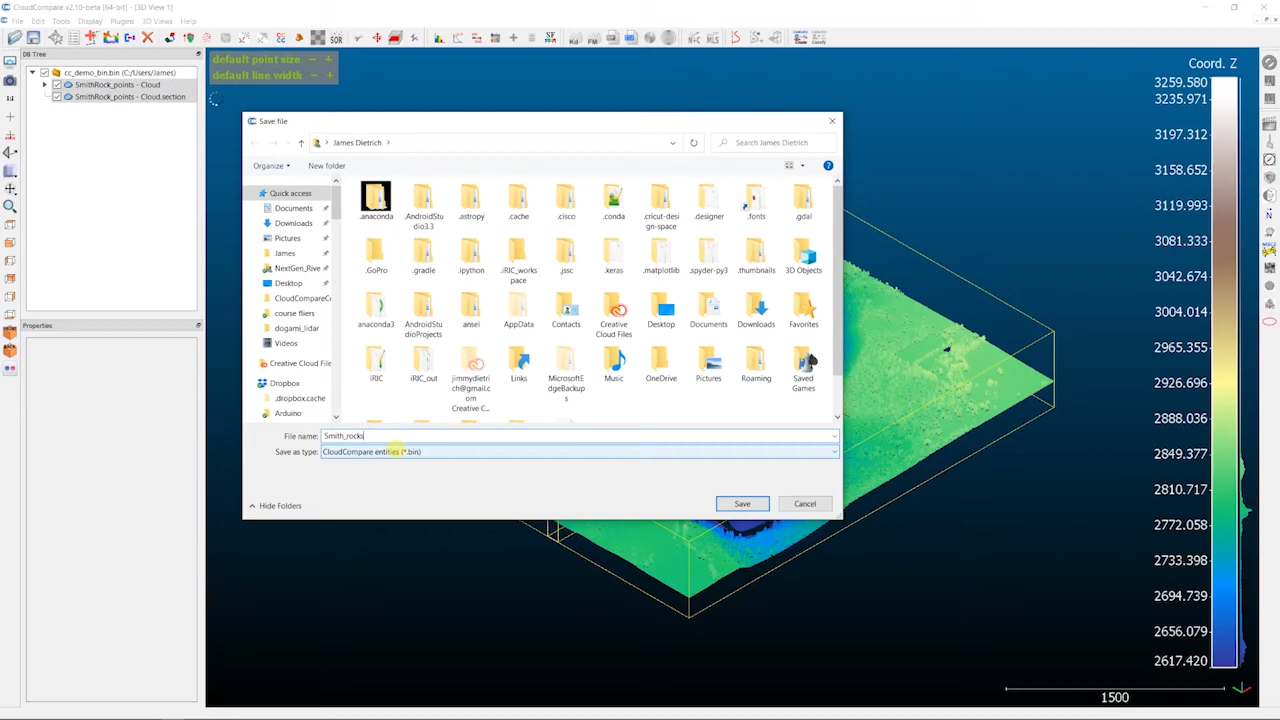 CloudCompare v2.10-beta [64-bit] - [3D View 1]
File Edit Tools Display Plugins 3D Views Help
SOR SF Kd FM
DB Tree
cc_demo_bin.bin (C:/Users/James)
SmithRock_points - Cloud
SmithRock_points - Cloud.section
Properties
default point size − +
default line width − +
Save file
James Dietrich
Search James Dietrich
Organize
New folder
Quick access
Documents
Downloads
Pictures
James
NextGen_Rive
Desktop
CloudCompareCo
course fliers
dogami_lidar
Videos
Creative Cloud File
Dropbox
.dropbox.cache
Arduino
.anaconda
.AndroidStudio3.3
.astropy
.cache
.cisco
.conda
.cricut-design-space
.designer
.fonts
.gdal
.GoPro
.gradle
.ipython
.iRIC_workspace
.jssc
.keras
.matplotlib
.spyder-py3
.thumbnails
3D Objects
anaconda3
AndroidStudioProjects
ansel
AppData
Contacts
Creative Cloud Files
Desktop
Documents
Downloads
Favorites
iRIC
iRIC_out
jimmydietrich@gmail.com Creative C...
Links
MicrosoftEdgeBackups
Music
OneDrive
Pictures
Roaming
Saved Games
File name: Smith_rocks
Save as type: CloudCompare entities (*.bin)
Hide Folders
Save
Cancel
Coord. Z
3259.580
3235.971
3197.312
3158.652
3119.993
3081.333
3042.674
3004.014
2965.355
2926.696
2888.036
2849.377
2810.717
2772.058
2733.398
2694.739
2656.079
2617.420
1500